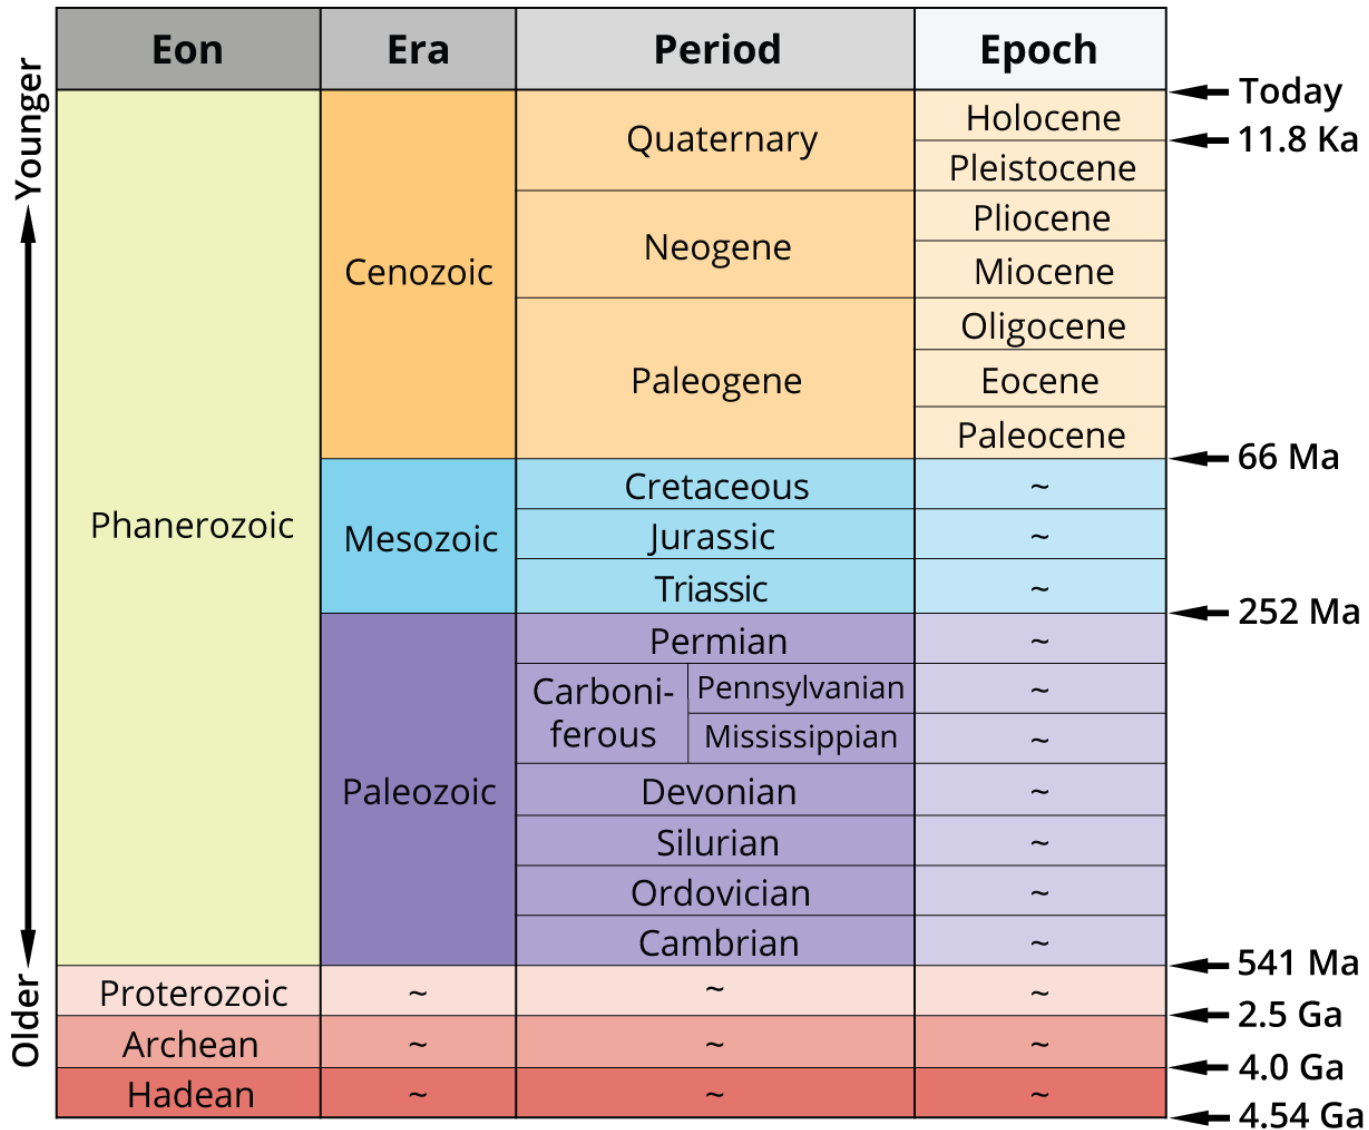 Eon Era Period Epoch
Younger
Older
Today
Holocene
Quaternary
11.8 Ka
Pleistocene
Pliocene
Neogene
Miocene
Cenozoic
Oligocene
Paleogene
Eocene
Paleocene
66 Ma
Cretaceous ~
Phanerozoic
Mesozoic
Jurassic ~
Triassic ~
252 Ma
Permian ~
Carboni-
ferous
Pennsylvanian ~
Mississippian ~
Paleozoic
Devonian ~
Silurian ~
Ordovician ~
Cambrian ~
541 Ma
Proterozoic ~ ~ ~
2.5 Ga
Archean ~ ~ ~
4.0 Ga
Hadean ~ ~ ~
4.54 Ga